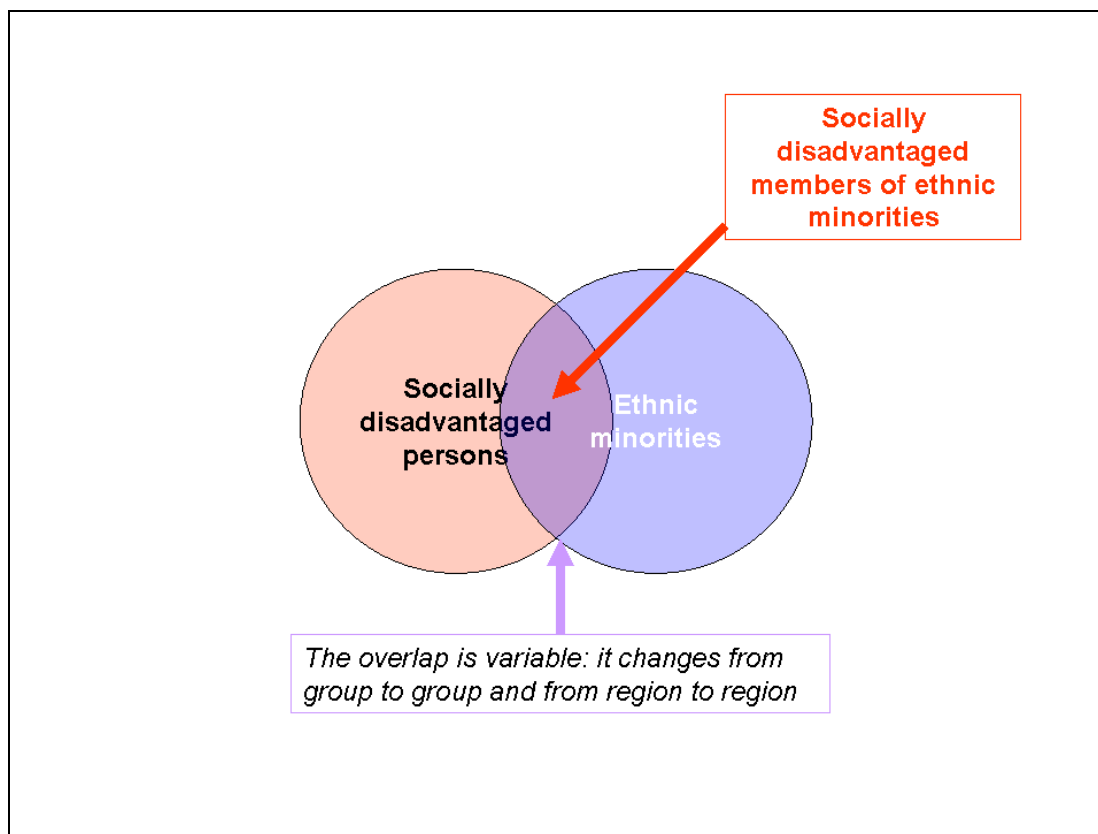 Socially
disadvantaged
members of ethnic
minorities
Socially
disadvantaged
persons
Ethnic
minorities
The overlap is variable: it changes from
group to group and from region to region